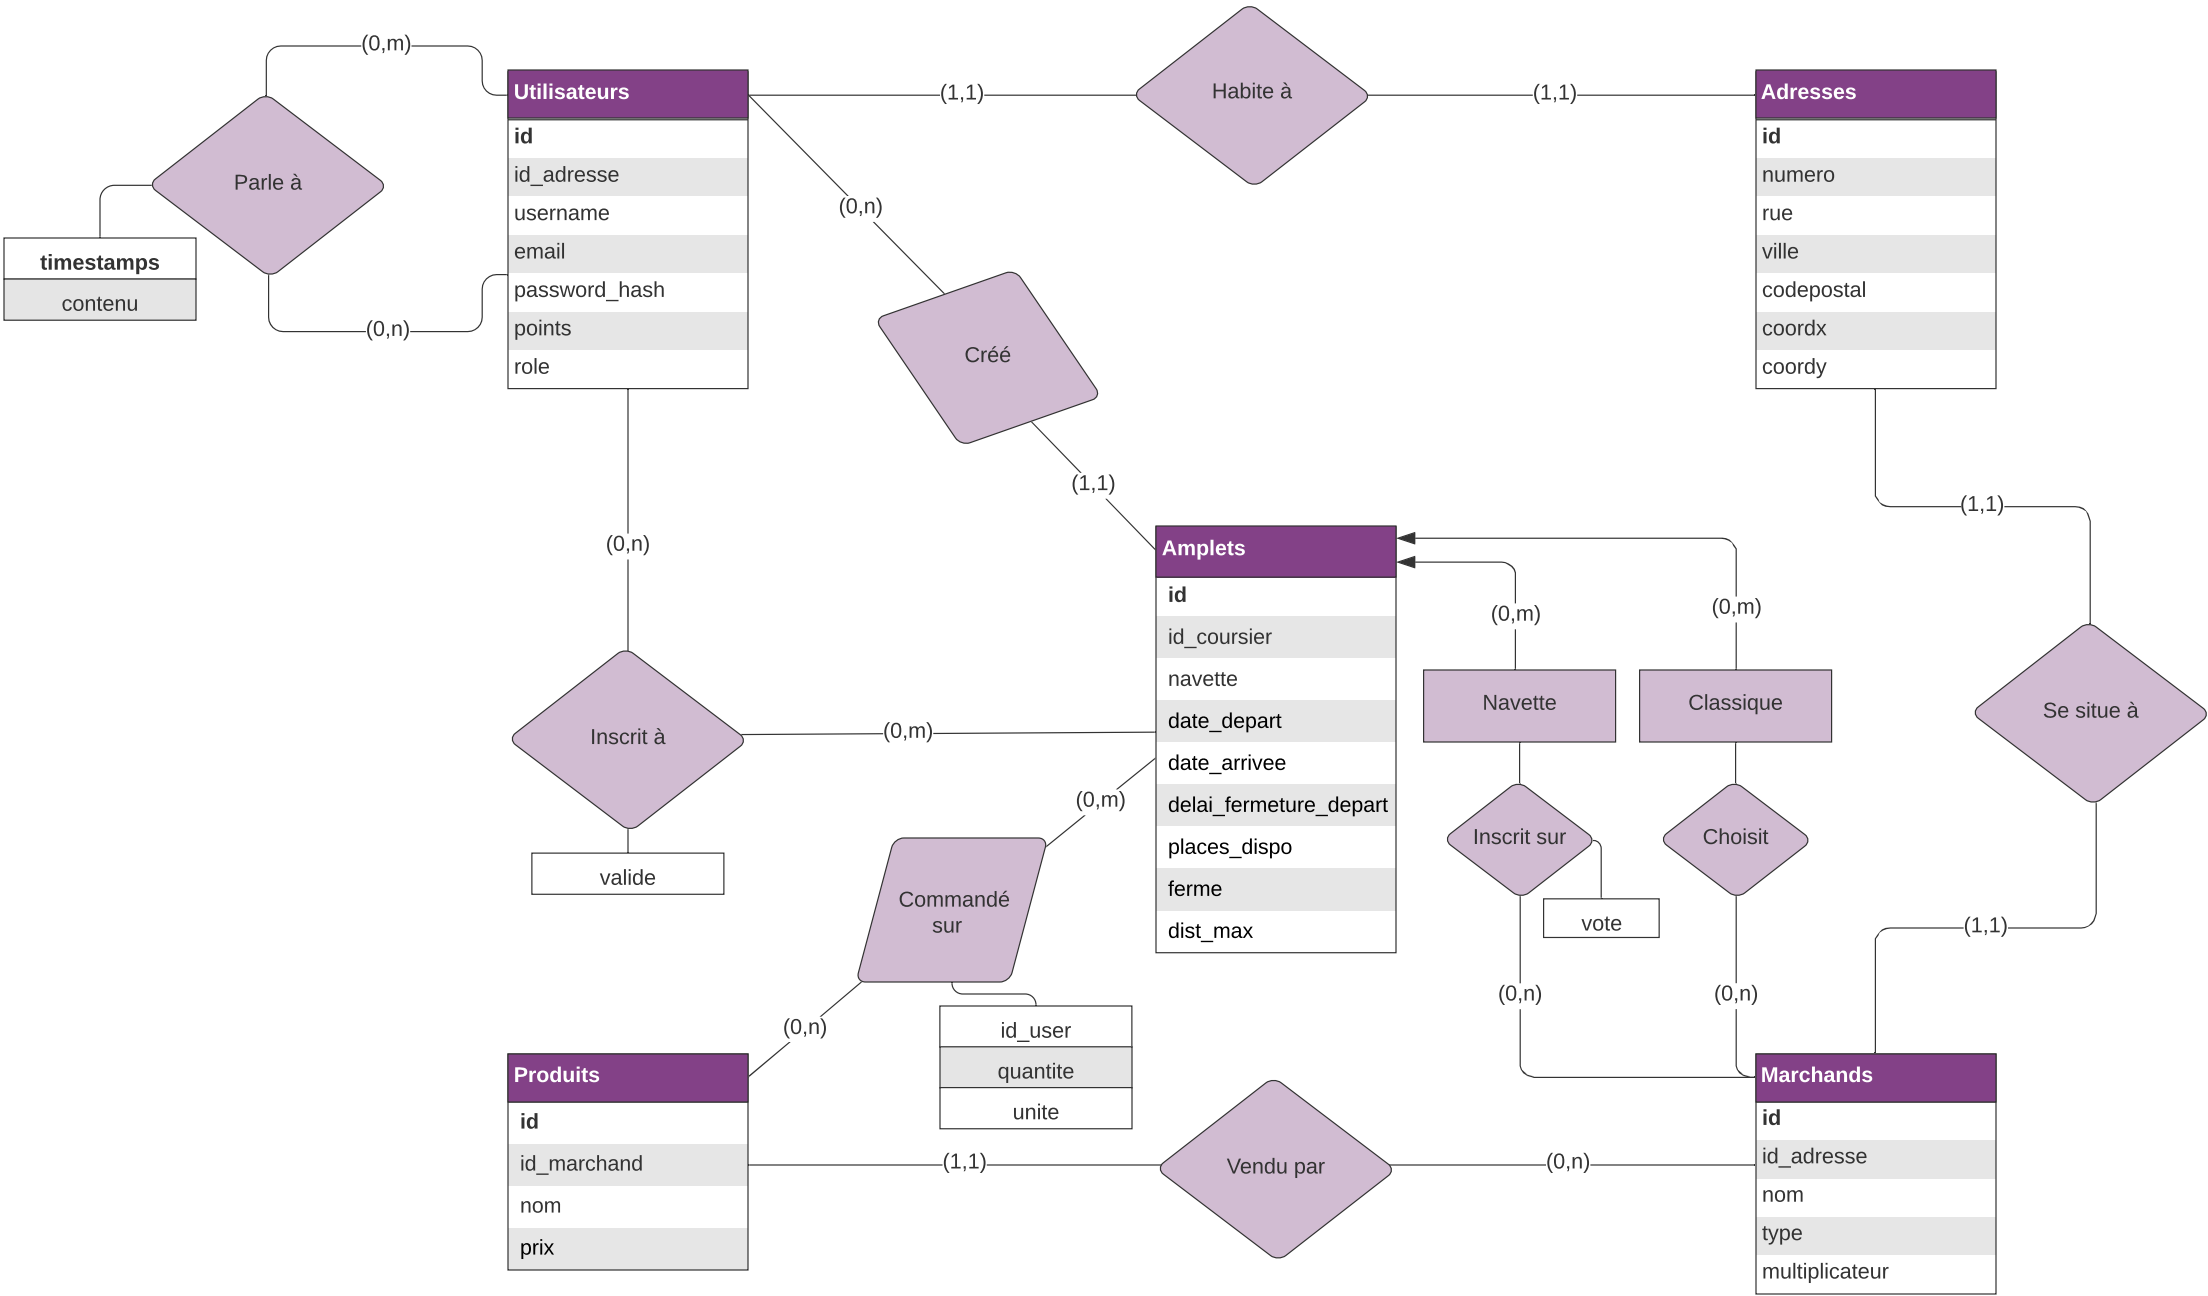 (0,m)
Utilisateurs
id
id_adresse
username
email
password_hash
points
role
(1,1)
Habite à
(1,1)
Adresses
id
numero
rue
ville
codepostal
coordx
coordy
Parle à
timestamps
contenu
(0,n)
(0,n)
Créé
(1,1)
(0,n)
(1,1)
Amplets
id
id_coursier
navette
date_depart
date_arrivee
delai_fermeture_depart
places_dispo
ferme
dist_max
(0,m)
(0,m)
Navette
Classique
Se situe à
Inscrit à
(0,m)
valide
(0,m)
Commandé
sur
Inscrit sur
Choisit
vote
(1,1)
(0,n)
(0,n)
(0,n)
id_user
quantite
unite
Produits
id
id_marchand
nom
prix
(1,1)
Vendu par
(0,n)
Marchands
id
id_adresse
nom
type
multiplicateur